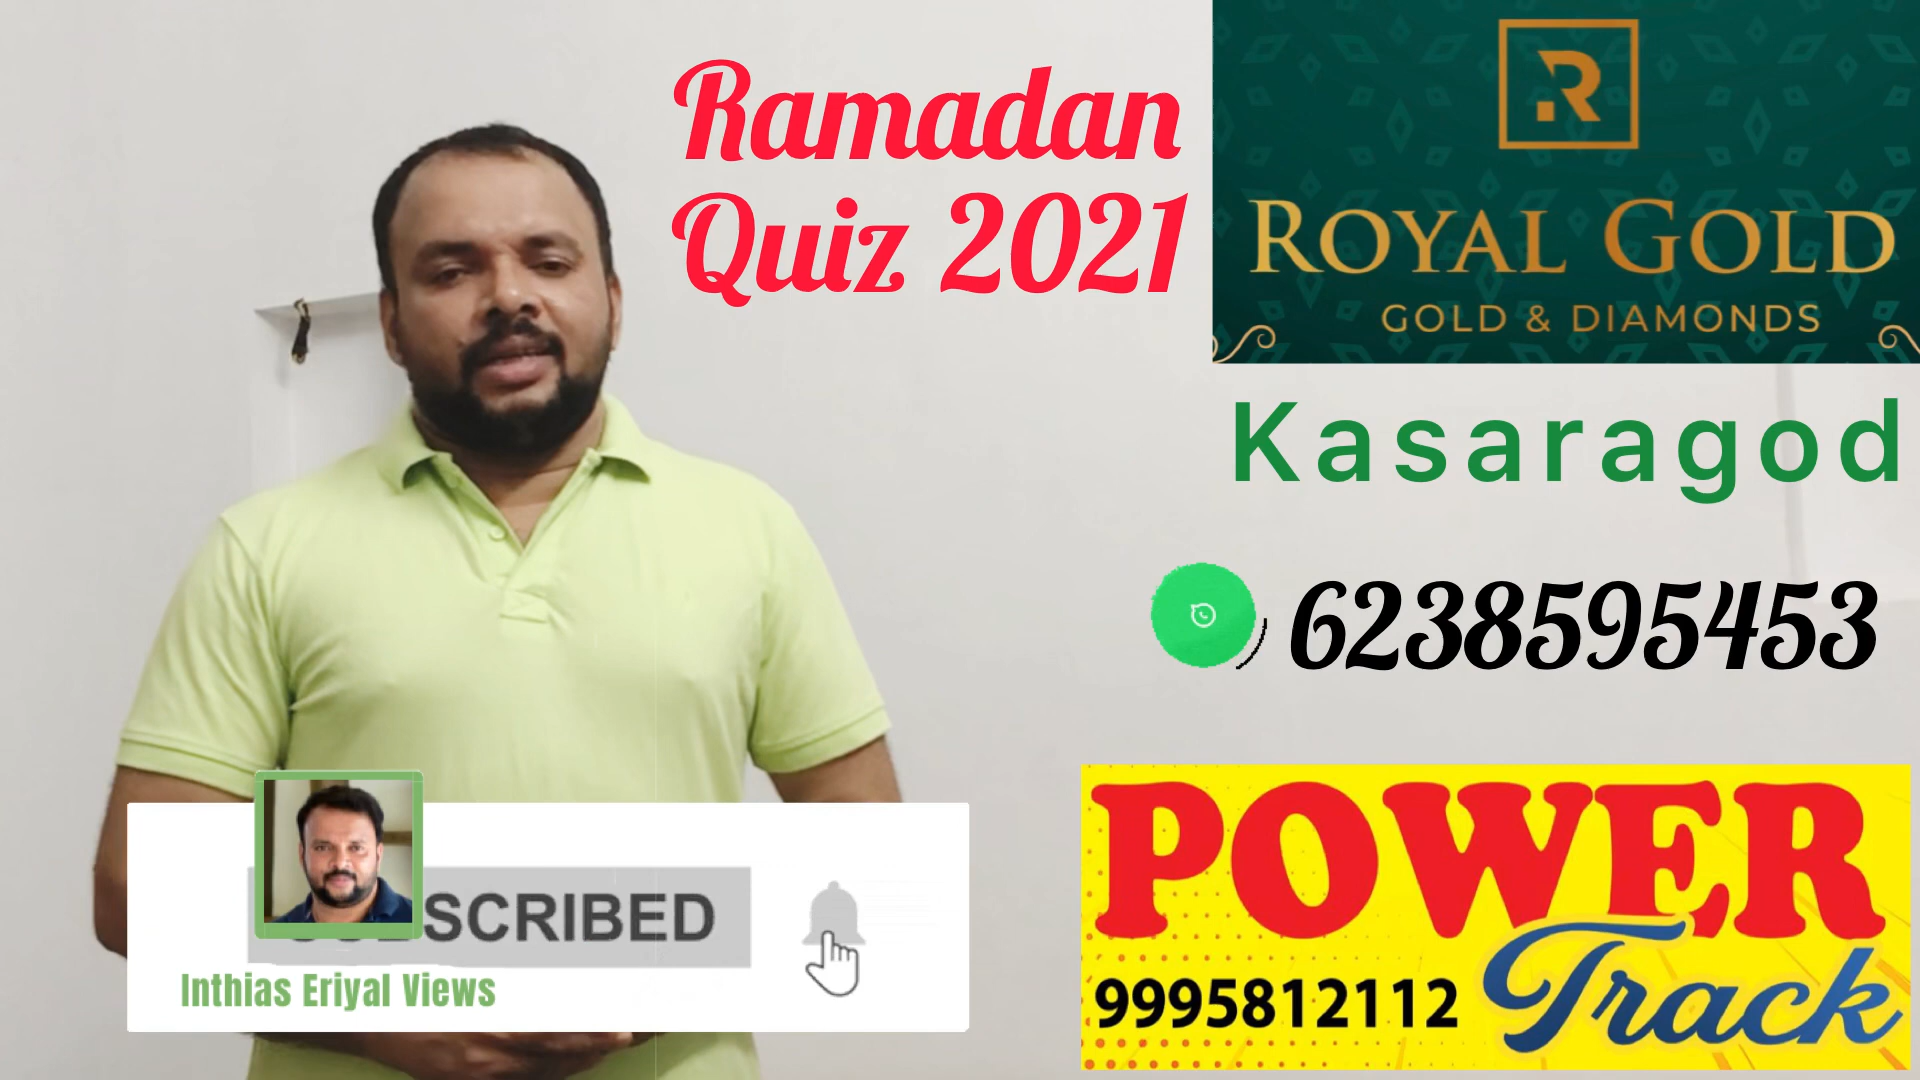 Ramadan
Quiz 2021
R
ROYAL GOLD
GOLD & DIAMONDS
Kasaragod
6238595453
SCRIBED
Inthias Eriyal Views
POWER
Track
9995812112